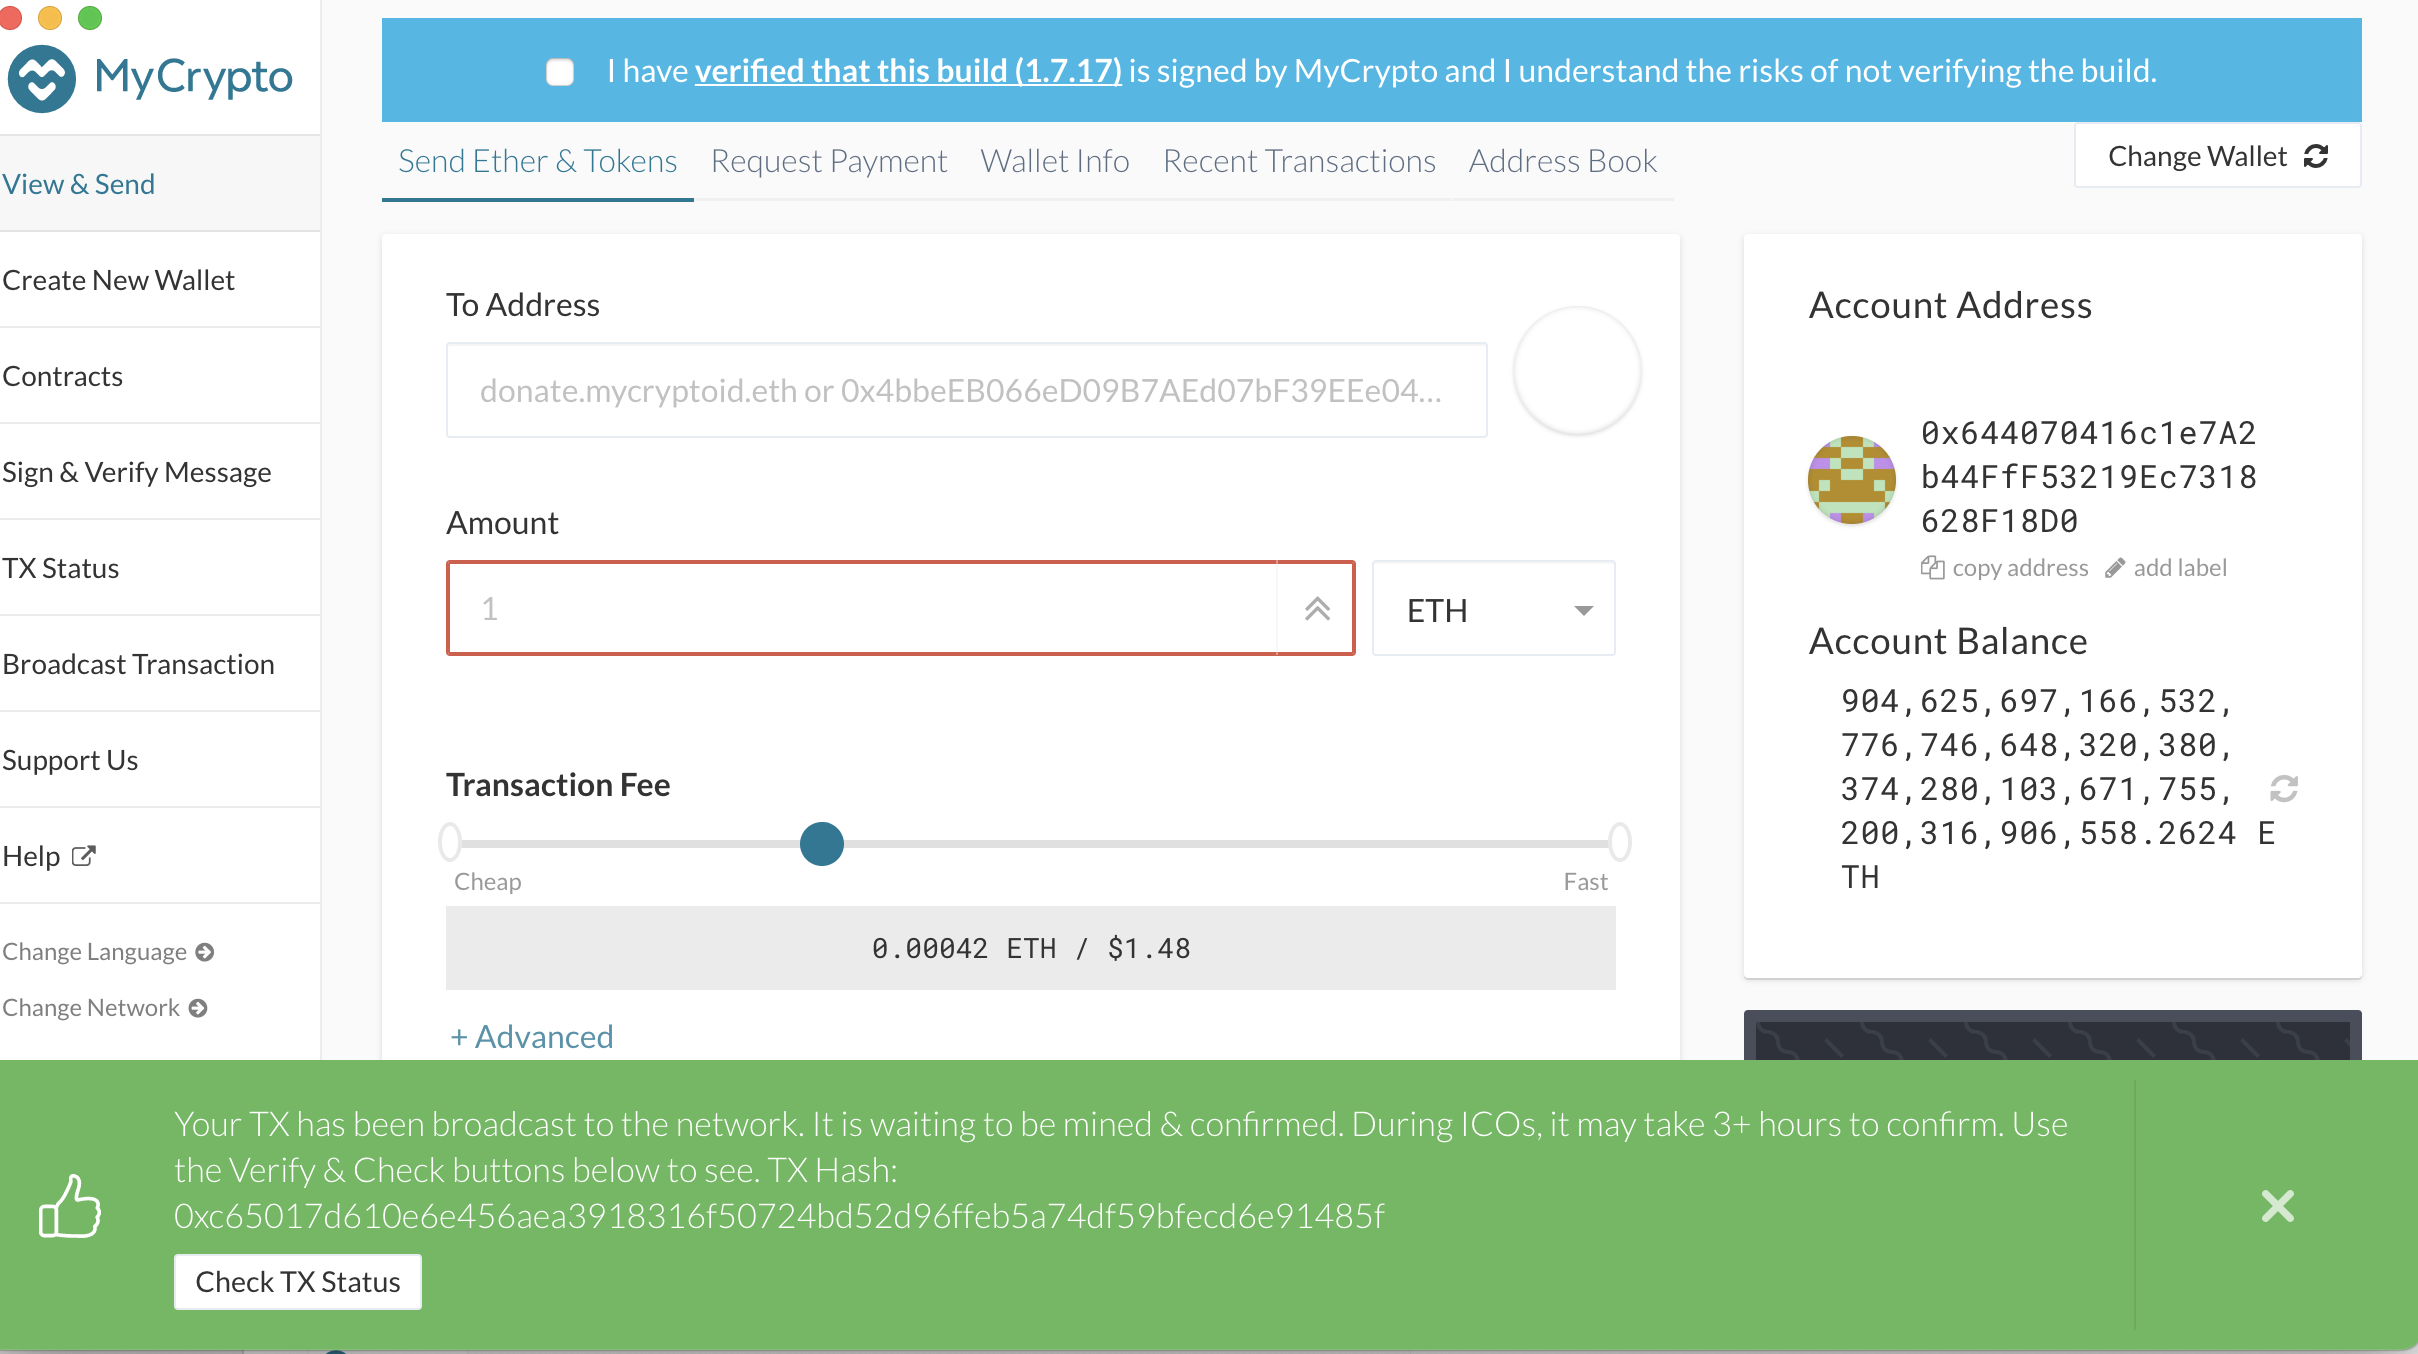 MyCrypto
I have verified that this build (1.7.17) is signed by MyCrypto and I understand the risks of not verifying the build.
View & Send
Create New Wallet
Contracts
Sign & Verify Message
TX Status
Broadcast Transaction
Support Us
Help
Change Language
Change Network
Send Ether & Tokens
Request Payment
Wallet Info
Recent Transactions
Address Book
Change Wallet
To Address
donate.mycryptoid.eth or 0x4bbeEB066eD09B7AEd07bF39EEe04...
Amount
1
ETH
Transaction Fee
Cheap
Fast
0.00042 ETH / $1.48
+ Advanced
Account Address
0x644070416c1e7A2
b44FfF53219Ec7318
628F18D0
copy address
add label
Account Balance
904,625,697,166,532,
776,746,648,320,380,
374,280,103,671,755,
200,316,906,558.2624 E
TH
Your TX has been broadcast to the network. It is waiting to be mined & confirmed. During ICOs, it may take 3+ hours to confirm. Use
the Verify & Check buttons below to see. TX Hash:
0xc65017d610e6e456aea3918316f50724bd52d96ffeb5a74df59bfecd6e91485f
Check TX Status